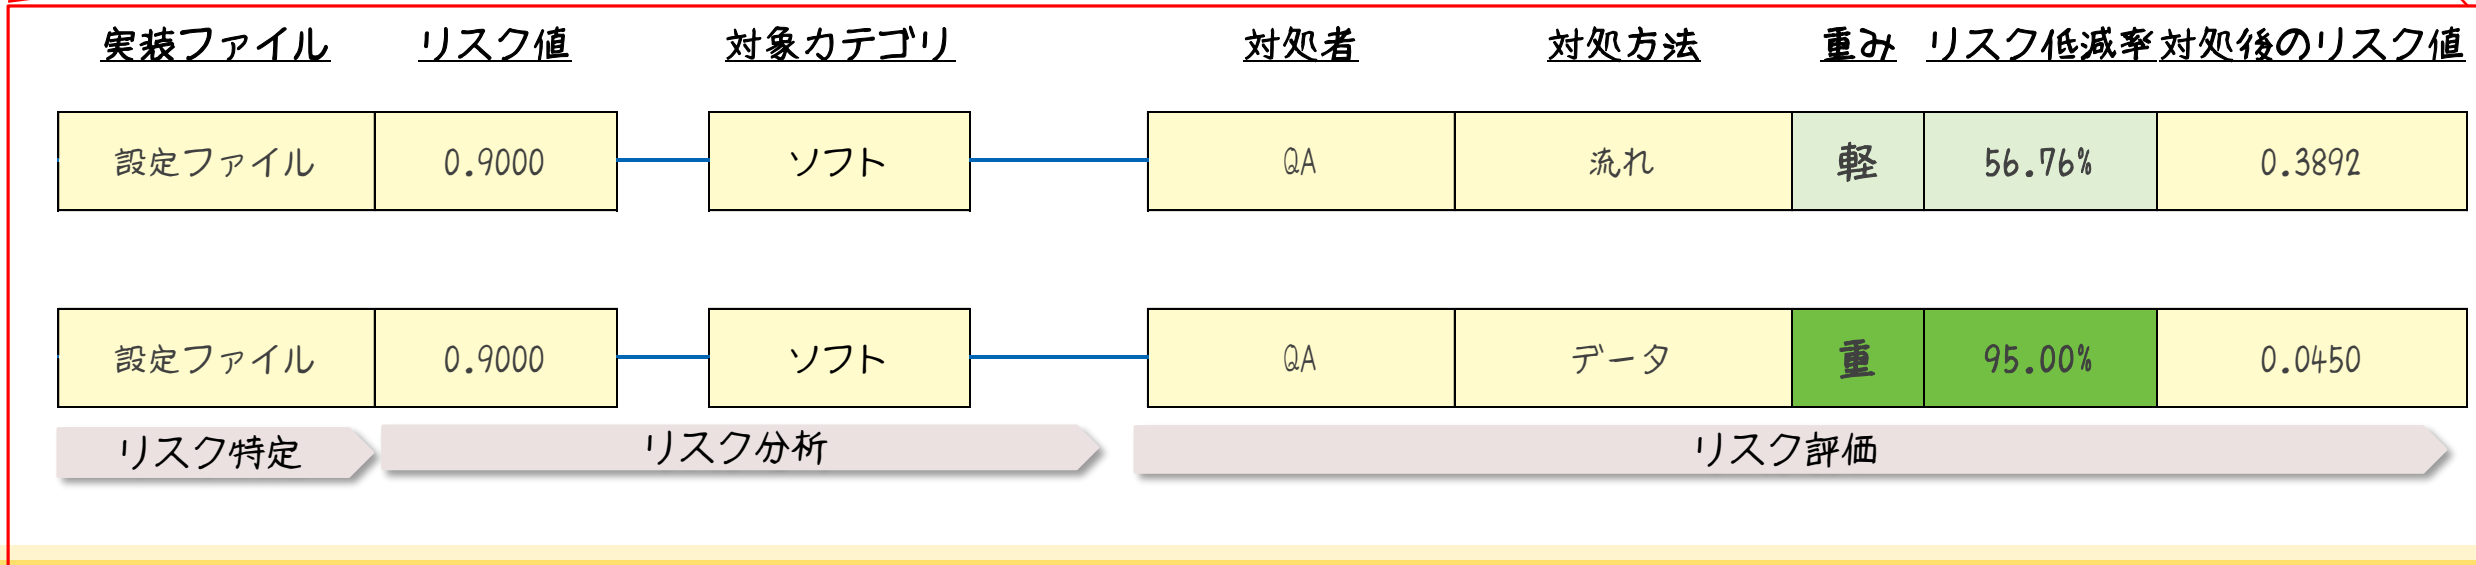 実装ファイル リスク値 対象カテゴリ 対処者 対処方法 重み リスク低減率 対処後のリスク値
設定ファイル 0.9000 ソフト QA 流れ 軽 56.76% 0.3892
設定ファイル 0.9000 ソフト QA データ 重 95.00% 0.0450
リスク特定 リスク分析 リスク評価